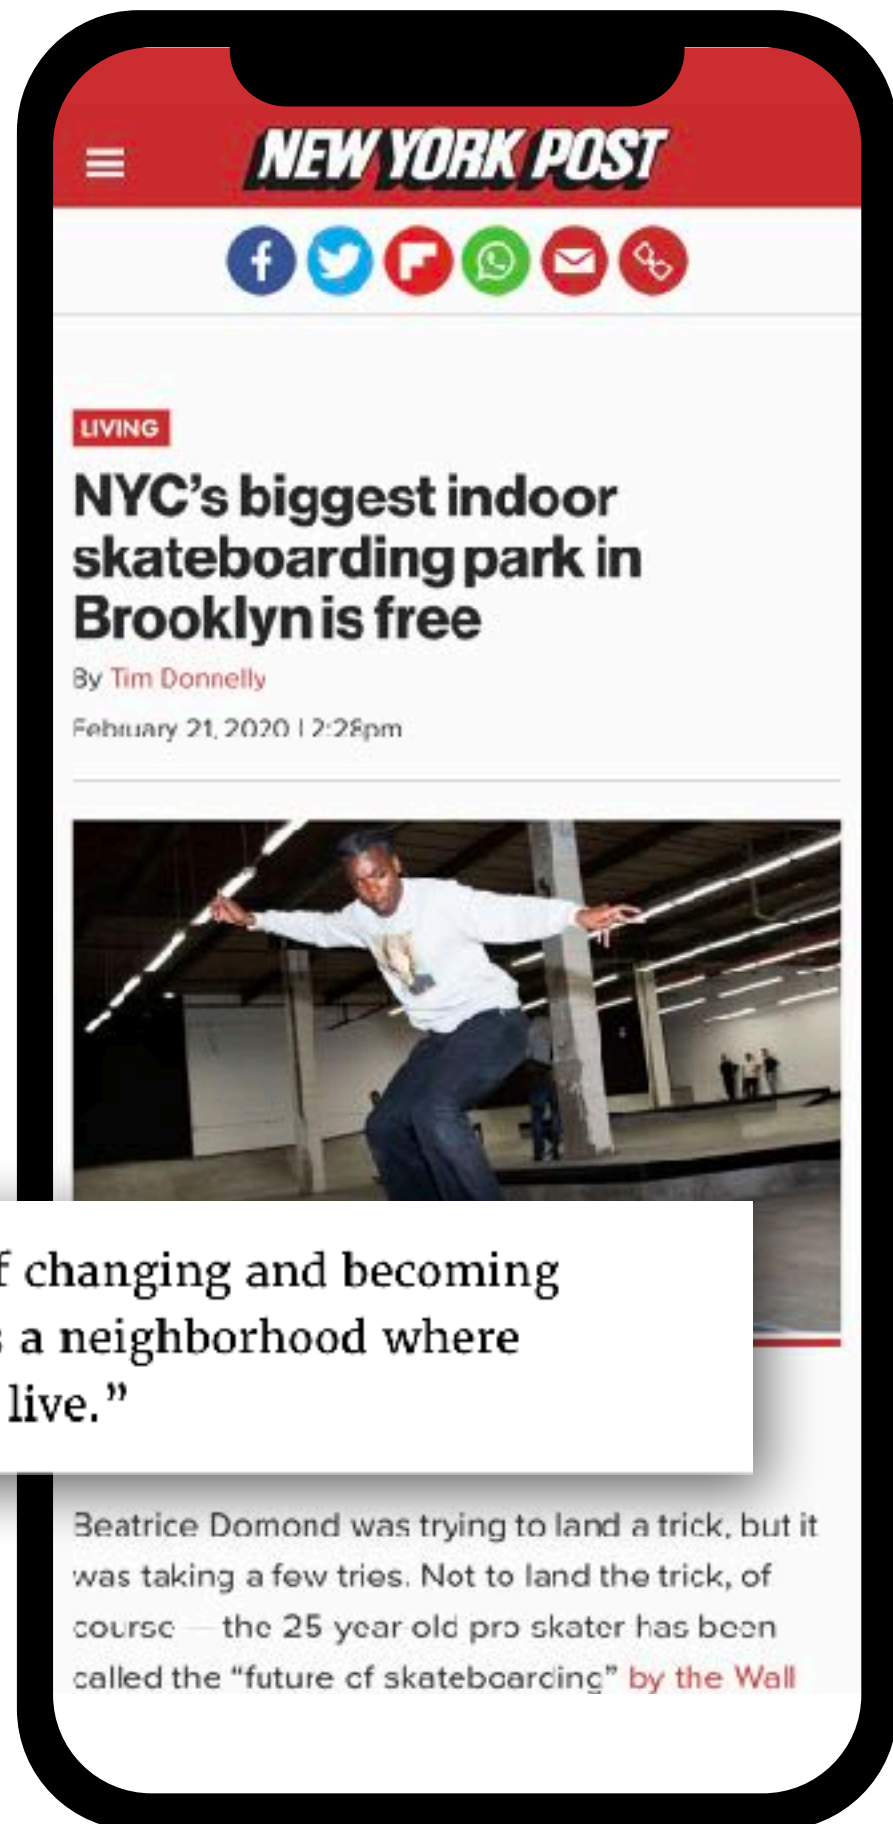 NEW YORK POST
LIVING
NYC’s biggest indoor
skateboarding park in
Brooklyn is free
By Tim Donnelly
February 21, 2020 | 2:28pm
changing and becoming
a neighborhood where
live.”
Beatrice Domond was trying to land a trick, but it
was taking a few tries. Not to land the trick, of
course — the 25 year old pro skater has been
called the “future of skateboarding” by the Wall